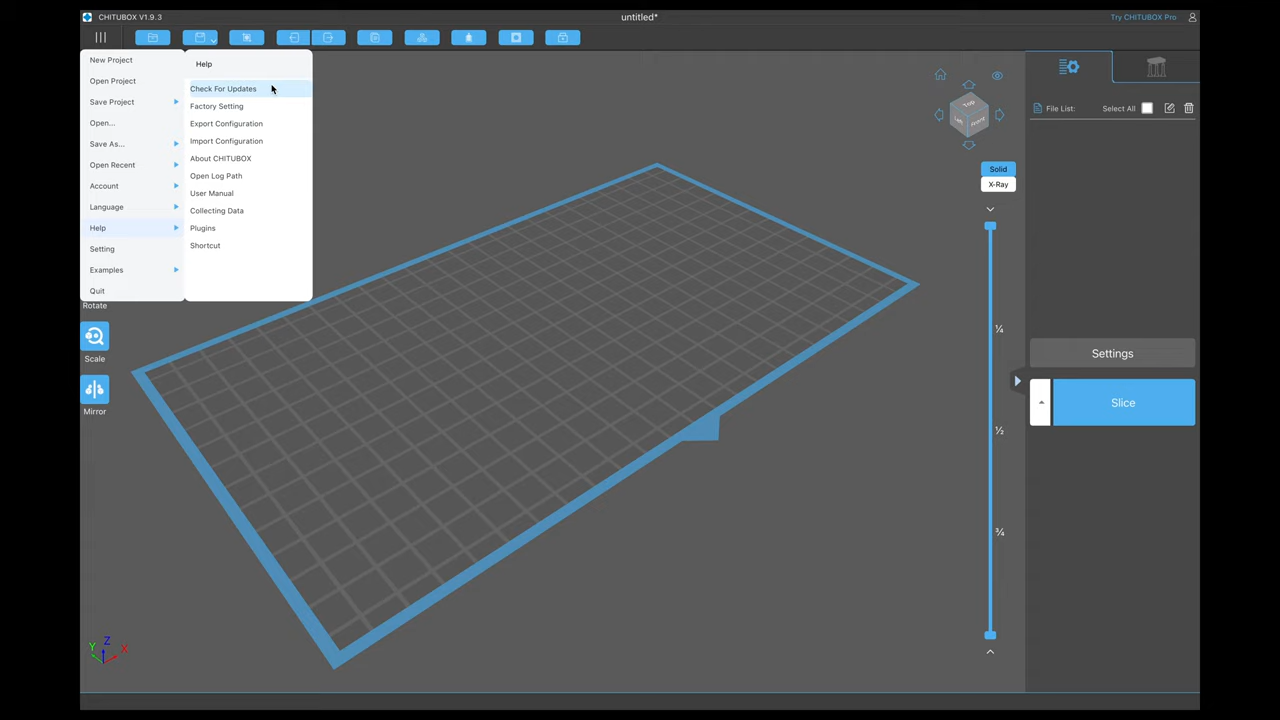 CHITUBOX V1.9.3
untitled*
Try CHITUBOX Pro
New Project
Open Project
Save Project
Open...
Save As...
Open Recent
Account
Language
Help
Setting
Examples
Quit
Help
Check For Updates
Factory Setting
Export Configuration
Import Configuration
About CHITUBOX
Open Log Path
User Manual
Collecting Data
Plugins
Shortcut
Rotate
Scale
Mirror
Top
Left
Front
Solid
X-Ray
¼
½
¾
File List:
Select All
Settings
Slice
Z
Y
X